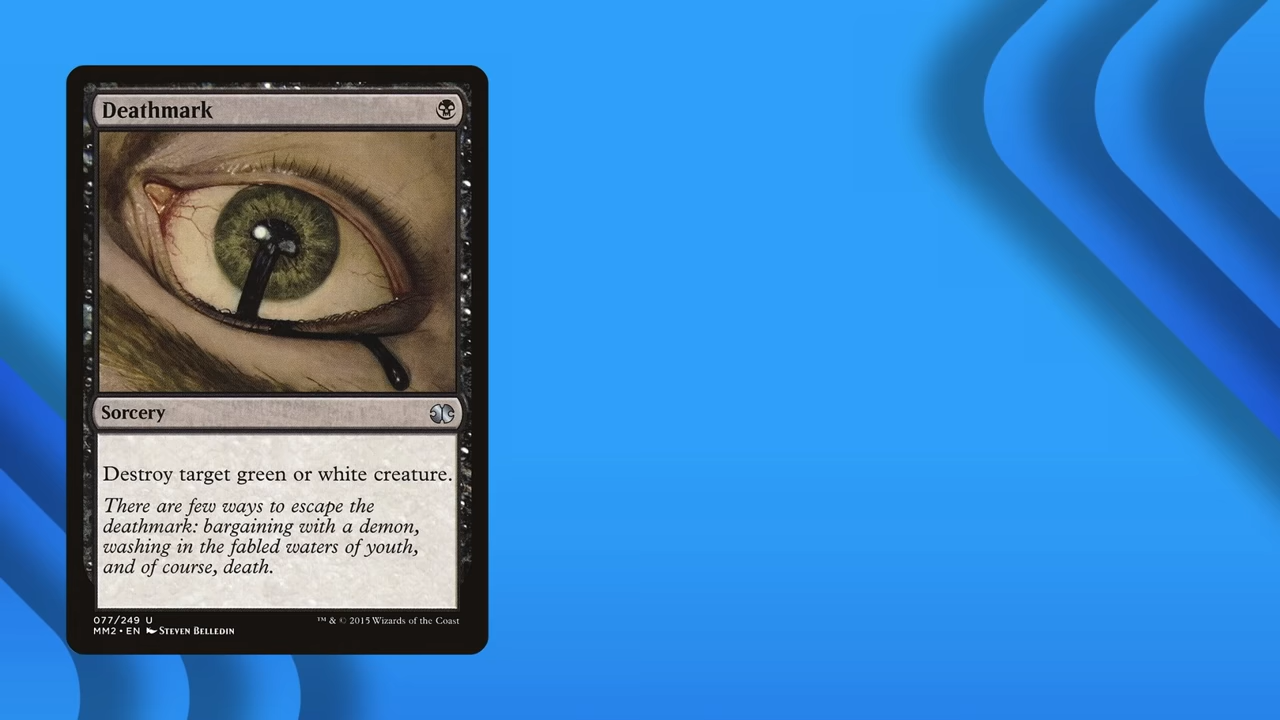 Deathmark
Sorcery
Destroy target green or white creature.
There are few ways to escape the
deathmark: bargaining with a demon,
washing in the fabled waters of youth,
and of course, death.
077/249 U
MM2 • EN STEVEN BELLEDIN
™ & © 2015 Wizards of the Coast